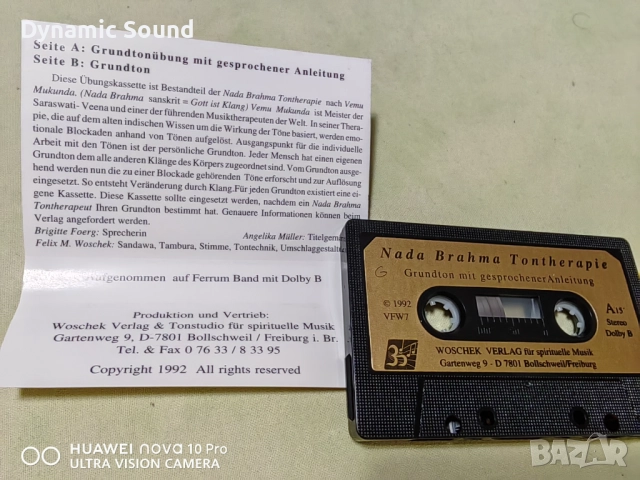 Dynamic Sound
Seite A: Grundtonübung mit gesprochener Anleitung
Seite B: Grundton
Diese Übungskassette ist Bestandteil der Nada Brahma Tontherapie nach Vemu
Mukunda. (Nada Brahma sanskrit = Gott ist Klang) Vemu Mukunda ist Meister der
Saraswati- Veena und einer der führenden Musiktherapeuten der Welt. In seiner Thera-
pie, die auf dem alten indischen Wissen um die Wirkung der Töne basiert, werden emo-
tionale Blockaden anhand von Tönen aufgelöst. Ausgangspunkt für die individuelle
Arbeit mit den Tönen ist der persönliche Grundton. Jeder Mensch hat einen eigenen
Grundton dem alle anderen Klänge des Körpers zugeordnet sind. Vom Grundton ausge-
hend werden nun die zu einer Blockade gehörenden Töne erforscht und zur Auflösung
eingesetzt. So entsteht Veränderung durch Klang. Für jeden Grundton existiert eine ei-
gene Kassette. Diese Kassette sollte eingesetzt werden, nachdem ein Nada Brahma
Tontherapeut Ihren Grundton bestimmt hat. Genauere Informationen können beim
Verlag angefordert werden.
Brigitte Foerg: Sprecherin Angelika Müller: Titelgema
Felix M. Woschek: Sandawa, Tambura, Stimme, Tontechnik, Umschlaggestalt
Aufgenommen auf Ferrum Band mit Dolby B
Produktion und Vertrieb:
Woschek Verlag & Tonstudio für spirituelle Musik
Gartenweg 9, D-7801 Bollschweil / Freiburg i. Br.
Tel. & Fax 0 76 33 / 8 33 95
Copyright 1992 All rights reserved
Nada Brahma Tontherapie
G
Grundton mit gesprochener Anleitung
© 1992
VFW7
A 15'
Stereo
Dolby B
WOSCHEK VERLAG für spirituelle Musik
Gartenweg 9 - D 7801 Bollschweil/Freiburg
HUAWEI nova 10 Pro
ULTRA VISION CAMERA
BAZAR